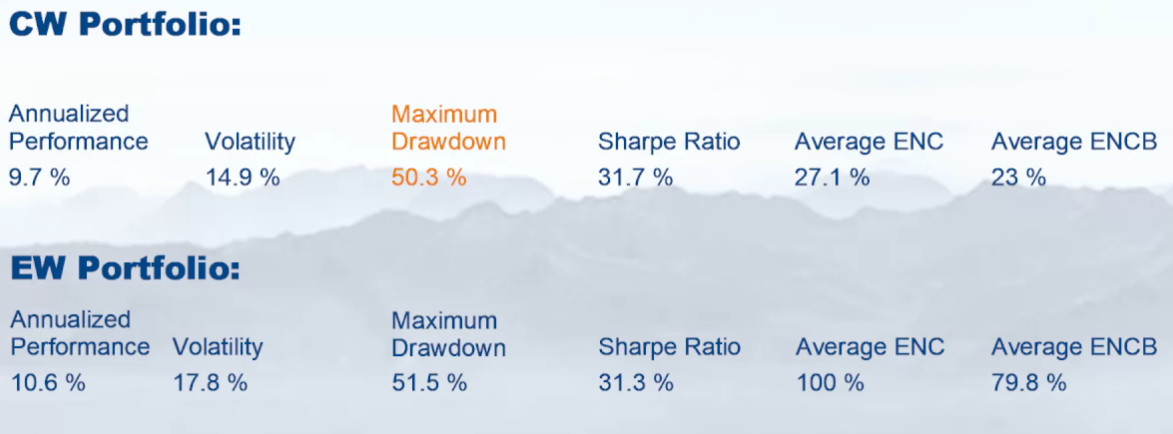 CW Portfolio:
Annualized Performance Volatility Maximum Drawdown Sharpe Ratio Average ENC Average ENCB
9.7 % 14.9 % 50.3 % 31.7 % 27.1 % 23 %
EW Portfolio:
Annualized Performance Volatility Maximum Drawdown Sharpe Ratio Average ENC Average ENCB
10.6 % 17.8 % 51.5 % 31.3 % 100 % 79.8 %